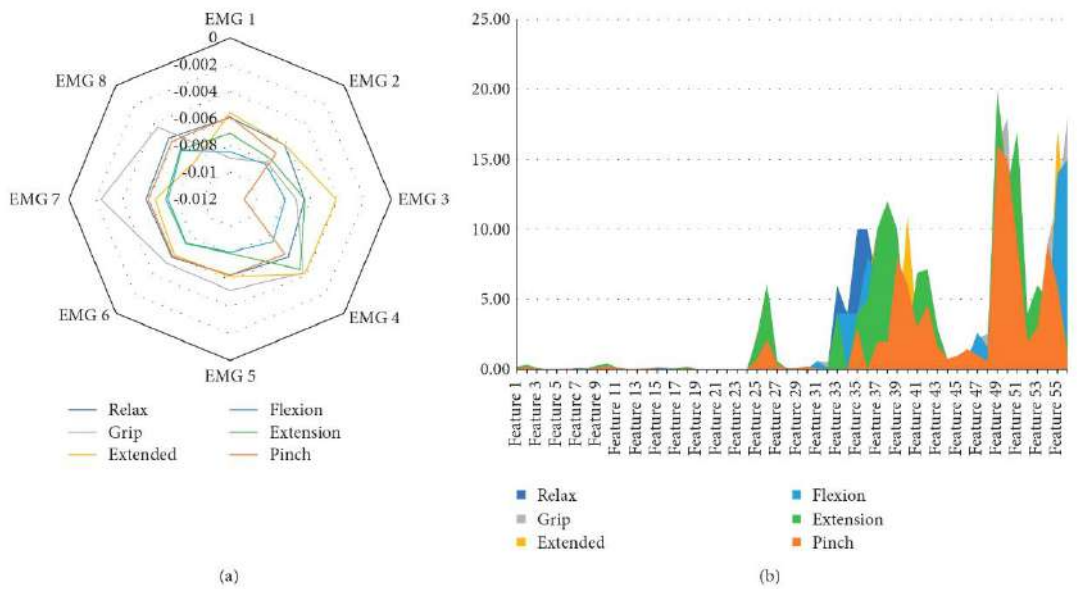 EMG 1
0
-0.002
-0.004
-0.006
-0.008
-0.01
-0.012
EMG 2
EMG 3
EMG 4
EMG 5
EMG 6
EMG 7
EMG 8
Relax
Grip
Extended
Flexion
Extension
Pinch
(a)
25.00
20.00
15.00
10.00
5.00
0.00
Feature 1
Feature 3
Feature 5
Feature 7
Feature 9
Feature 11
Feature 13
Feature 15
Feature 17
Feature 19
Feature 21
Feature 23
Feature 25
Feature 27
Feature 29
Feature 31
Feature 33
Feature 35
Feature 37
Feature 39
Feature 41
Feature 43
Feature 45
Feature 47
Feature 49
Feature 51
Feature 53
Feature 55
Relax
Grip
Extended
Flexion
Extension
Pinch
(b)